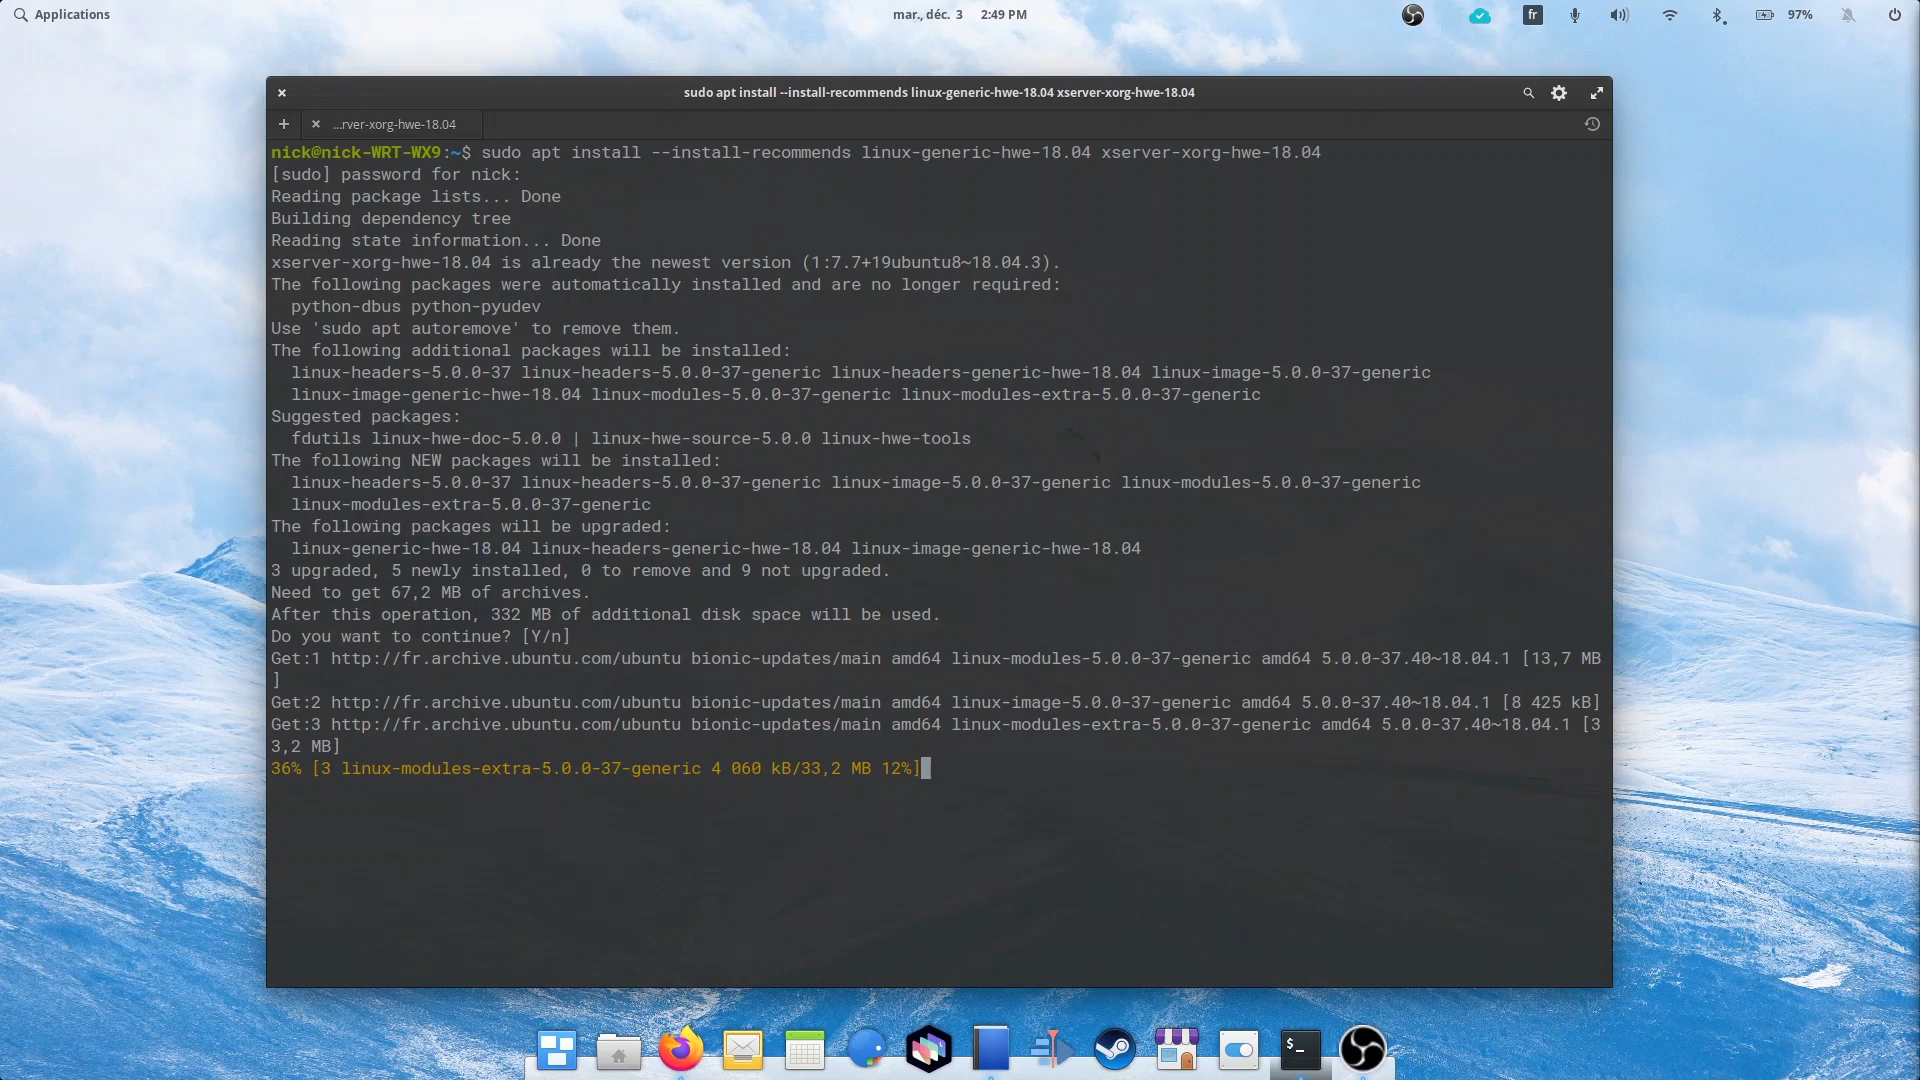 Applications
mar., déc. 3 2:49 PM
fr
97%
sudo apt install --install-recommends linux-generic-hwe-18.04 xserver-xorg-hwe-18.04
...rver-xorg-hwe-18.04
nick@nick-WRT-WX9:~$ sudo apt install --install-recommends linux-generic-hwe-18.04 xserver-xorg-hwe-18.04
[sudo] password for nick:
Reading package lists... Done
Building dependency tree
Reading state information... Done
xserver-xorg-hwe-18.04 is already the newest version (1:7.7+19ubuntu8~18.04.3).
The following packages were automatically installed and are no longer required:
  python-dbus python-pyudev
Use 'sudo apt autoremove' to remove them.
The following additional packages will be installed:
  linux-headers-5.0.0-37 linux-headers-5.0.0-37-generic linux-headers-generic-hwe-18.04 linux-image-5.0.0-37-generic
  linux-image-generic-hwe-18.04 linux-modules-5.0.0-37-generic linux-modules-extra-5.0.0-37-generic
Suggested packages:
  fdutils linux-hwe-doc-5.0.0 | linux-hwe-source-5.0.0 linux-hwe-tools
The following NEW packages will be installed:
  linux-headers-5.0.0-37 linux-headers-5.0.0-37-generic linux-image-5.0.0-37-generic linux-modules-5.0.0-37-generic
  linux-modules-extra-5.0.0-37-generic
The following packages will be upgraded:
  linux-generic-hwe-18.04 linux-headers-generic-hwe-18.04 linux-image-generic-hwe-18.04
3 upgraded, 5 newly installed, 0 to remove and 9 not upgraded.
Need to get 67,2 MB of archives.
After this operation, 332 MB of additional disk space will be used.
Do you want to continue? [Y/n]
Get:1 http://fr.archive.ubuntu.com/ubuntu bionic-updates/main amd64 linux-modules-5.0.0-37-generic amd64 5.0.0-37.40~18.04.1 [13,7 MB
]
Get:2 http://fr.archive.ubuntu.com/ubuntu bionic-updates/main amd64 linux-image-5.0.0-37-generic amd64 5.0.0-37.40~18.04.1 [8 425 kB]
Get:3 http://fr.archive.ubuntu.com/ubuntu bionic-updates/main amd64 linux-modules-extra-5.0.0-37-generic amd64 5.0.0-37.40~18.04.1 [3
3,2 MB]
36% [3 linux-modules-extra-5.0.0-37-generic 4 060 kB/33,2 MB 12%]
$_